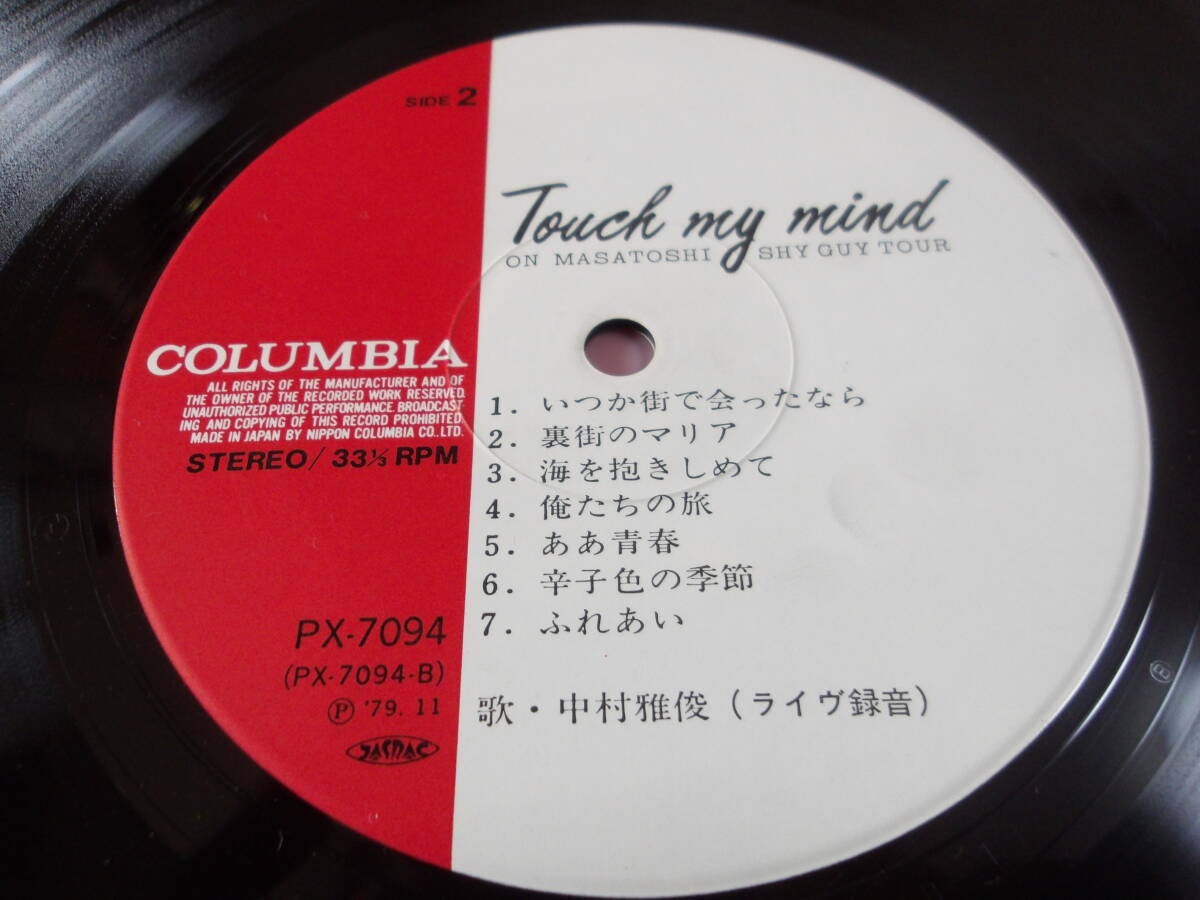 SIDE 2
Touch my mind
ON MASATOSHI SHY GUY TOUR
COLUMBIA
ALL RIGHTS OF THE MANUFACTURER AND OF
THE OWNER OF THE RECORDED WORK RESERVED.
UNAUTHORIZED PUBLIC PERFORMANCE. BROADCAST
ING AND COPYING OF THIS RECORD PROHIBITED
MADE IN JAPAN BY NIPPON COLUMBIA CO., LTD.
STEREO/33⅓ RPM
1. いつか街で会ったなら
2. 裏街のマリア
3. 海を抱きしめて
4. 俺たちの旅
5. ああ青春
6. 辛子色の季節
7. ふれあい
PX-7094
(PX-7094-B)
Ⓟ '79. 11
JASRAC
歌・中村雅俊(ライヴ録音)